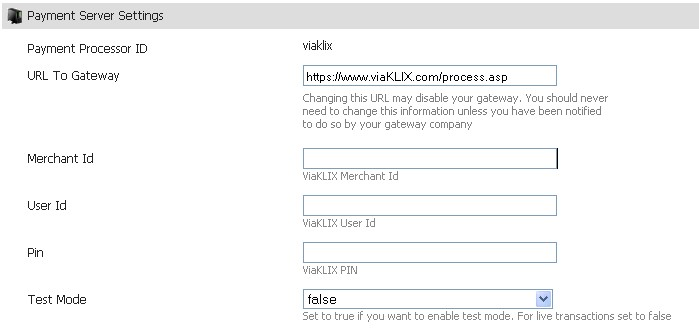 Payment Server Settings
Payment Processor ID
viaklix
URL To Gateway
https://www.viaKLIX.com/process.asp
Changing this URL may disable your gateway. You should never
need to change this information unless you have been notified
to do so by your gateway company
Merchant Id
ViaKLIX Merchant Id
User Id
ViaKLIX User Id
Pin
ViaKLIX PIN
Test Mode
false
Set to true if you want to enable test mode. For live transactions set to false